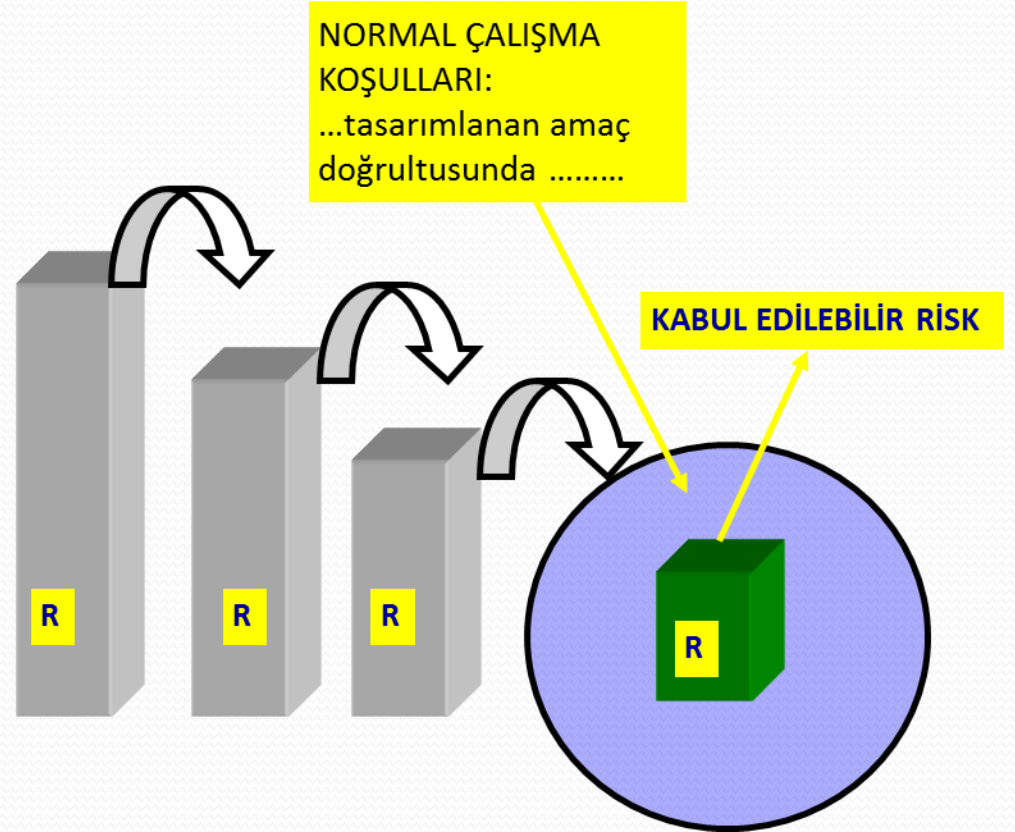 NORMAL ÇALIŞMA
KOŞULLARI:
...tasarımlanan amaç
doğrultusunda .........
KABUL EDİLEBİLİR RİSK
R
R
R
R